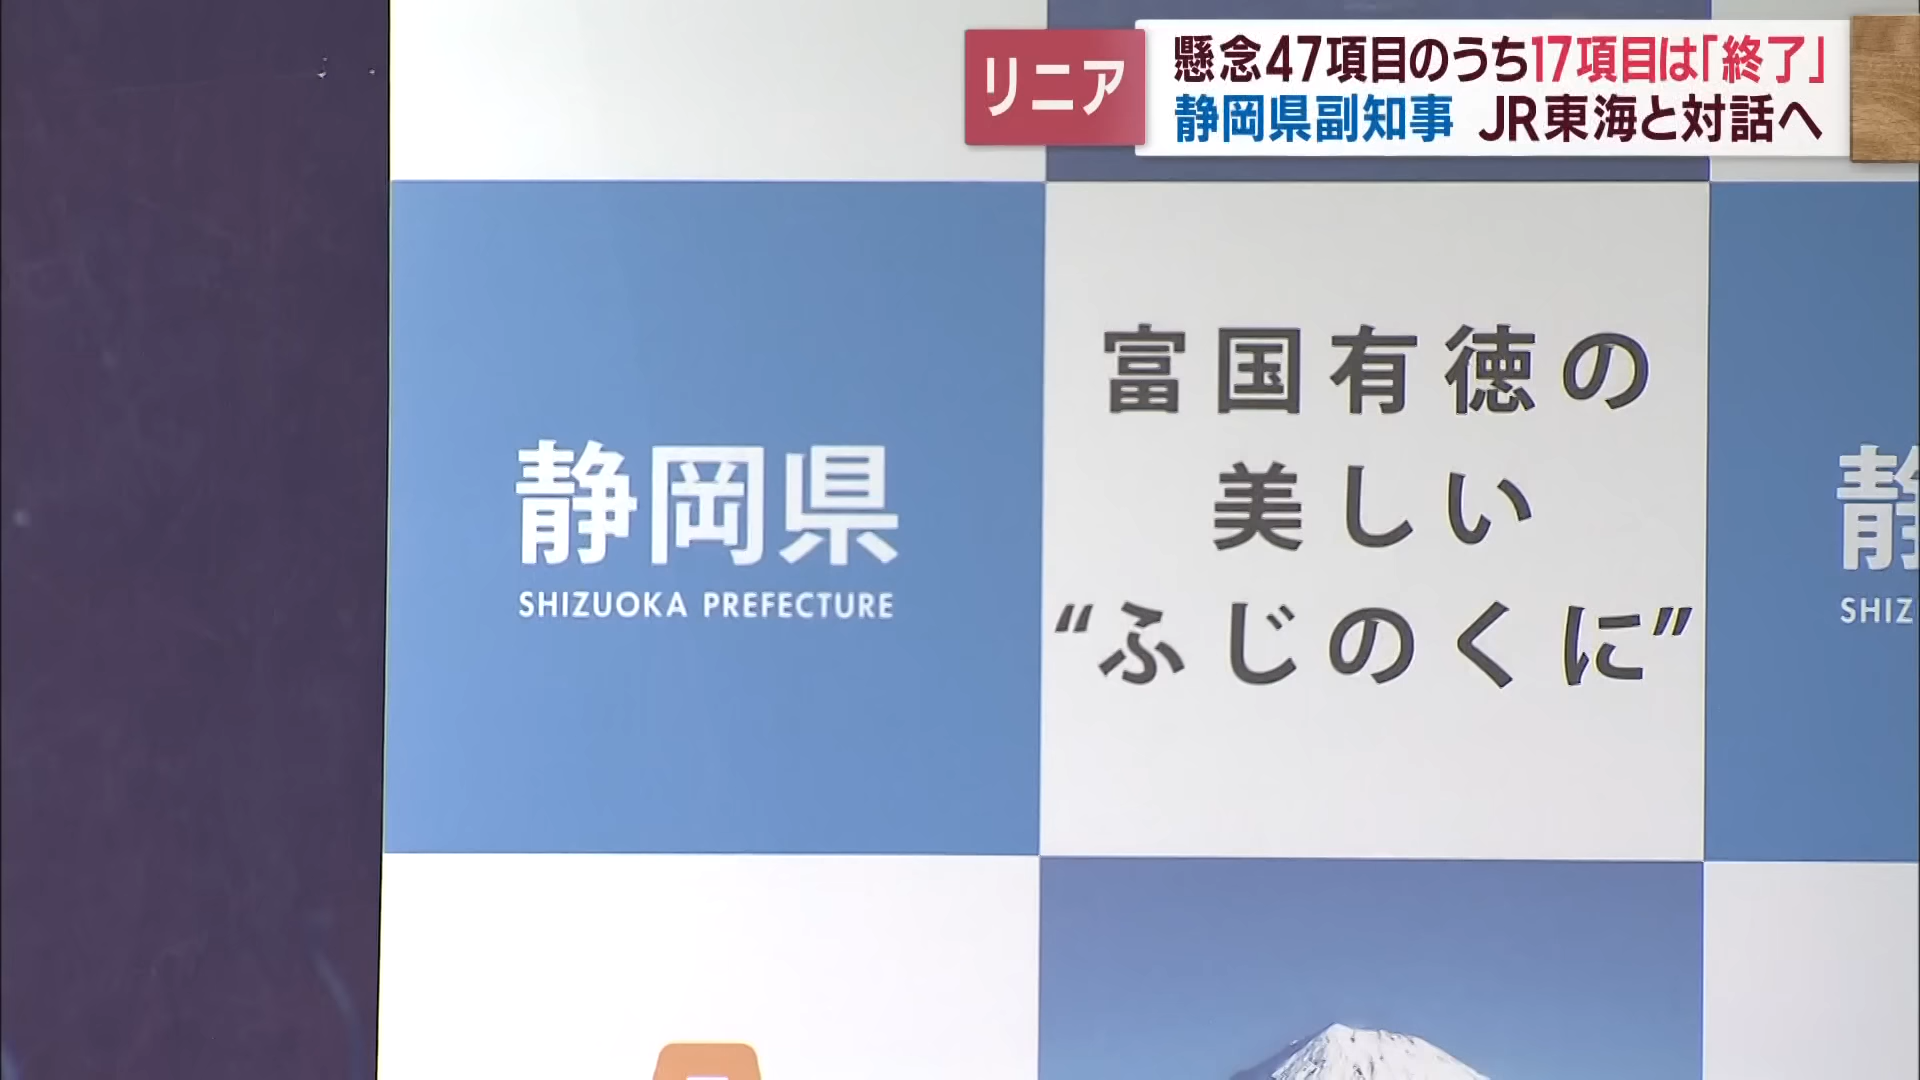 リニア
懸念47項目のうち17項目は「終了」
静岡県副知事 JR東海と対話へ
静岡県
SHIZUOKA PREFECTURE
富国有徳の
美しい
“ふじのくに”
静
SHIZ